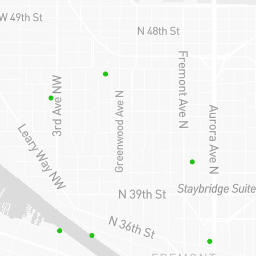 W 49th St
N 48th St
3rd Ave NW
Greenwood Ave N
Fremont Ave N
Aurora Ave N
Leary Way NW
N 39th St
Staybridge Suite
N 36th St
FREMONT